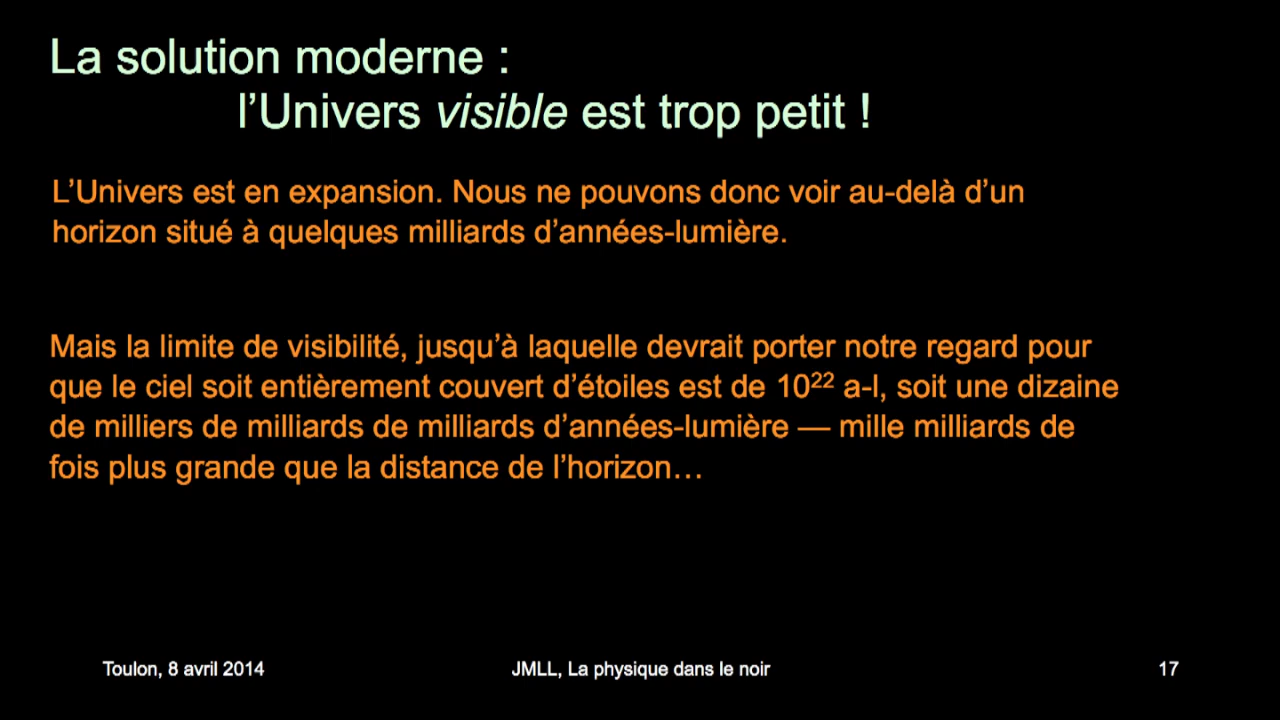 La solution moderne :
l’Univers visible est trop petit !
L’Univers est en expansion. Nous ne pouvons donc voir au-delà d’un
horizon situé à quelques milliards d’années-lumière.
Mais la limite de visibilité, jusqu’à laquelle devrait porter notre regard pour
que le ciel soit entièrement couvert d’étoiles est de 10²² a-l, soit une dizaine
de milliers de milliards de milliards d’années-lumière — mille milliards de
fois plus grande que la distance de l’horizon…
Toulon, 8 avril 2014
JMLL, La physique dans le noir
17